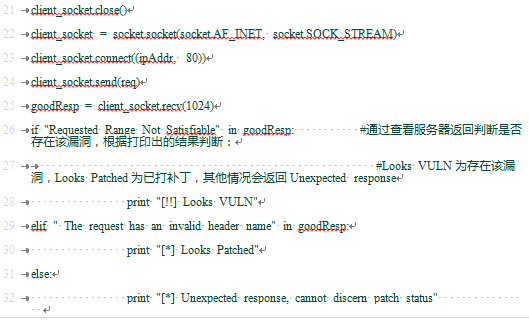 21 client_socket.close()
22 client_socket = socket.socket(socket.AF_INET, socket.SOCK_STREAM)
23 client_socket.connect((ipAddr, 80))
24 client_socket.send(req)
25 goodResp = client_socket.recv(1024)
26 if "Requested Range Not Satisfiable" in goodResp: #通过查看服务器返回判断是否
存在该漏洞，根据打印出的结果判断：
27 #Looks VULN 为存在该漏
洞，Looks Patched 为已打补丁，其他情况会返回 Unexpected response
28 print "[!!] Looks VULN"
29 elif " The request has an invalid header name" in goodResp:
30 print "[*] Looks Patched"
31 else:
32 print "[*] Unexpected response, cannot discern patch status"